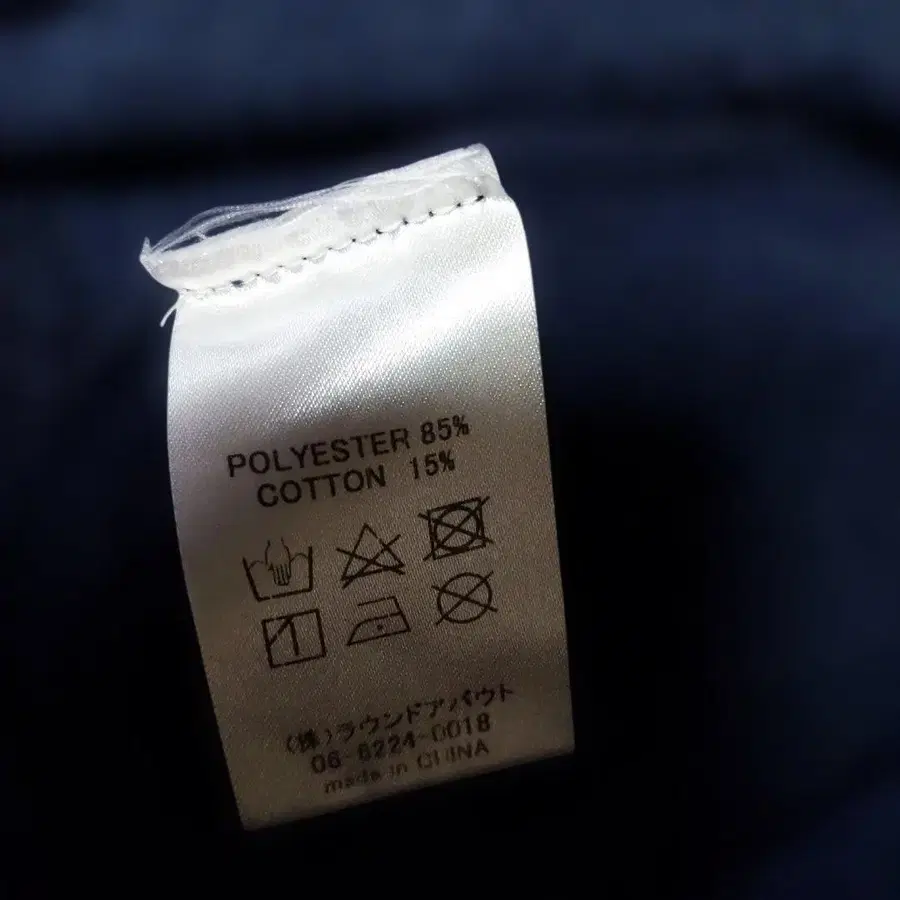 POLYESTER 85%
COTTON 15%
(株)ラウンドアバウト
06-6224-0018
made in CHINA